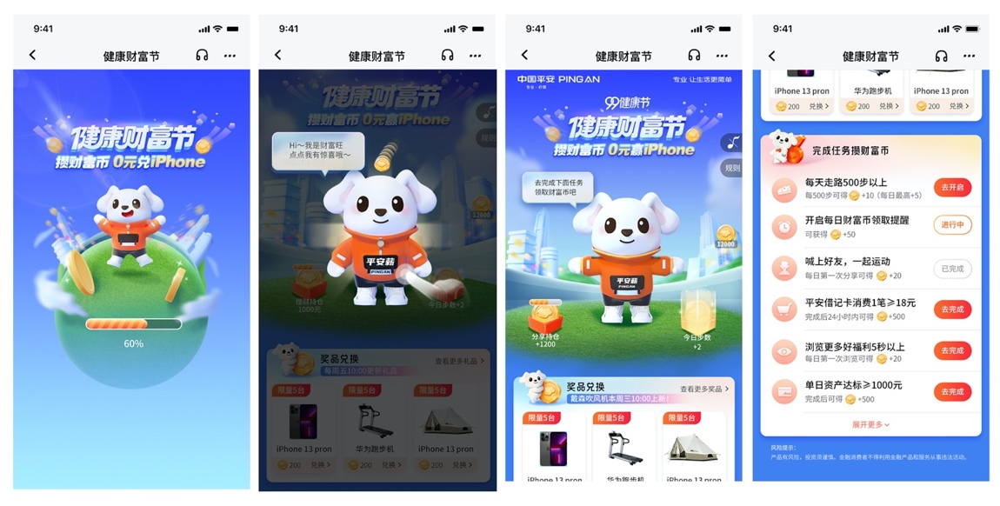 9:41
健康财富节
健康财富节
攒财富币 0元兑iPhone
60%
9:41
健康财富节
健康财富节
攒财富币 0元赢iPhone
Hi～我是财富旺
点点我有惊喜哦～
规则
12000
平安薪
PINGAN
1000元
今日步数+2
奖品兑换
每周五10:00更新礼品
查看更多礼品
限量5台
限量5台
限量5台
iPhone 13 pron
华为跑步机
iPhone 13 pron
200 兑换
200 兑换
200 兑换
9:41
健康财富节
中国平安 PINGAN
专业·价值
专业 让生活更简单
99健康节
健康财富节
攒财富币 0元赢iPhone
规则
去完成下面任务
领取财富币吧
12000
平安薪
PINGAN
分享持仓
+1200
今日步数
+2
奖品兑换
戴森吹风机本周三10:00上新！
查看更多奖品
限量5台
限量5台
限量5台
iPhone 13 pron
华为跑步机
iPhone 13 pron
9:41
健康财富节
iPhone 13 pron
华为跑步机
iPhone 13 pron
200 兑换
200 兑换
200 兑换
完成任务攒财富币
每天走路500步以上
每500步可得 +10（每日最高+5）
去开启
开启每日财富币领取提醒
可获得 +50
进行中
喊上好友，一起运动
每日第一次分享可得 +20
已完成
平安借记卡消费1笔≥18元
完成后24小时内可得 +500
去完成
浏览更多好福利5秒以上
每日第一次浏览可得 +20
去完成
单日资产达标≥1000元
完成后可得 +500
去完成
展开更多
风险提示：
产品有风险，投资须谨慎。金融消费者不得利用金融产品和服务从事违法活动。